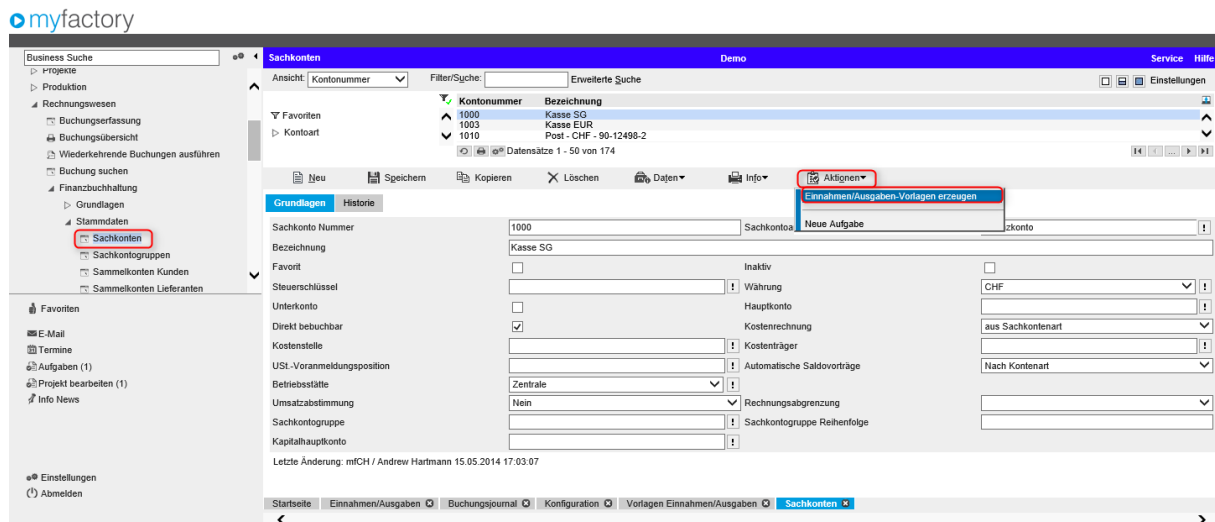 myfactory
Business Suche
Projekte
Produktion
Rechnungswesen
Buchungserfassung
Buchungsübersicht
Wiederkehrende Buchungen ausführen
Buchung suchen
Finanzbuchhaltung
Grundlagen
Stammdaten
Sachkonten
Sachkontogruppen
Sammelkonten Kunden
Sammelkonten Lieferanten
Favoriten
E-Mail
Termine
Aufgaben (1)
Projekt bearbeiten (1)
Info News
Einstellungen
Abmelden
Sachkonten Demo Service Hilfe
Ansicht: Kontonummer Filter/Suche: Erweiterte Suche Einstellungen
Favoriten
Kontoart
Kontonummer Bezeichnung
1000 Kasse SG
1003 Kasse EUR
1010 Post - CHF - 90-12498-2
Datensätze 1 - 50 von 174
Neu Speichern Kopieren Löschen Daten Info Aktionen
Einnahmen/Ausgaben-Vorlagen erzeugen
Neue Aufgabe
Grundlagen Historie
Sachkonto Nummer 1000
Bezeichnung Kasse SG
Favorit Inaktiv
Steuerschlüssel Währung CHF
Unterkonto Hauptkonto
Direkt bebuchbar Kostenrechnung aus Sachkontenart
Kostenstelle Kostenträger
USt.-Voranmeldungsposition Automatische Saldovorträge Nach Kontenart
Betriebsstätte Zentrale
Umsatzabstimmung Nein Rechnungsabgrenzung
Sachkontogruppe Sachkontogruppe Reihenfolge
Kapitalhauptkonto
Letzte Änderung: mfCH / Andrew Hartmann 15.05.2014 17:03:07
Startseite Einnahmen/Ausgaben Buchungsjournal Konfiguration Vorlagen Einnahmen/Ausgaben Sachkonten